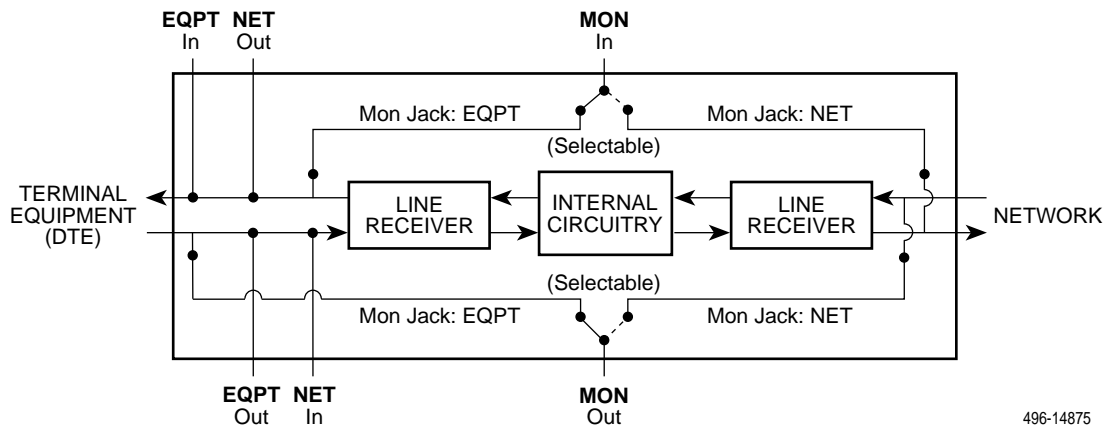 EQPT NET
In Out
MON
In
Mon Jack: EQPT
Mon Jack: NET
(Selectable)
TERMINAL
EQUIPMENT
(DTE)
LINE
RECEIVER
INTERNAL
CIRCUITRY
LINE
RECEIVER
NETWORK
(Selectable)
Mon Jack: EQPT
Mon Jack: NET
EQPT NET
Out In
MON
Out
496-14875